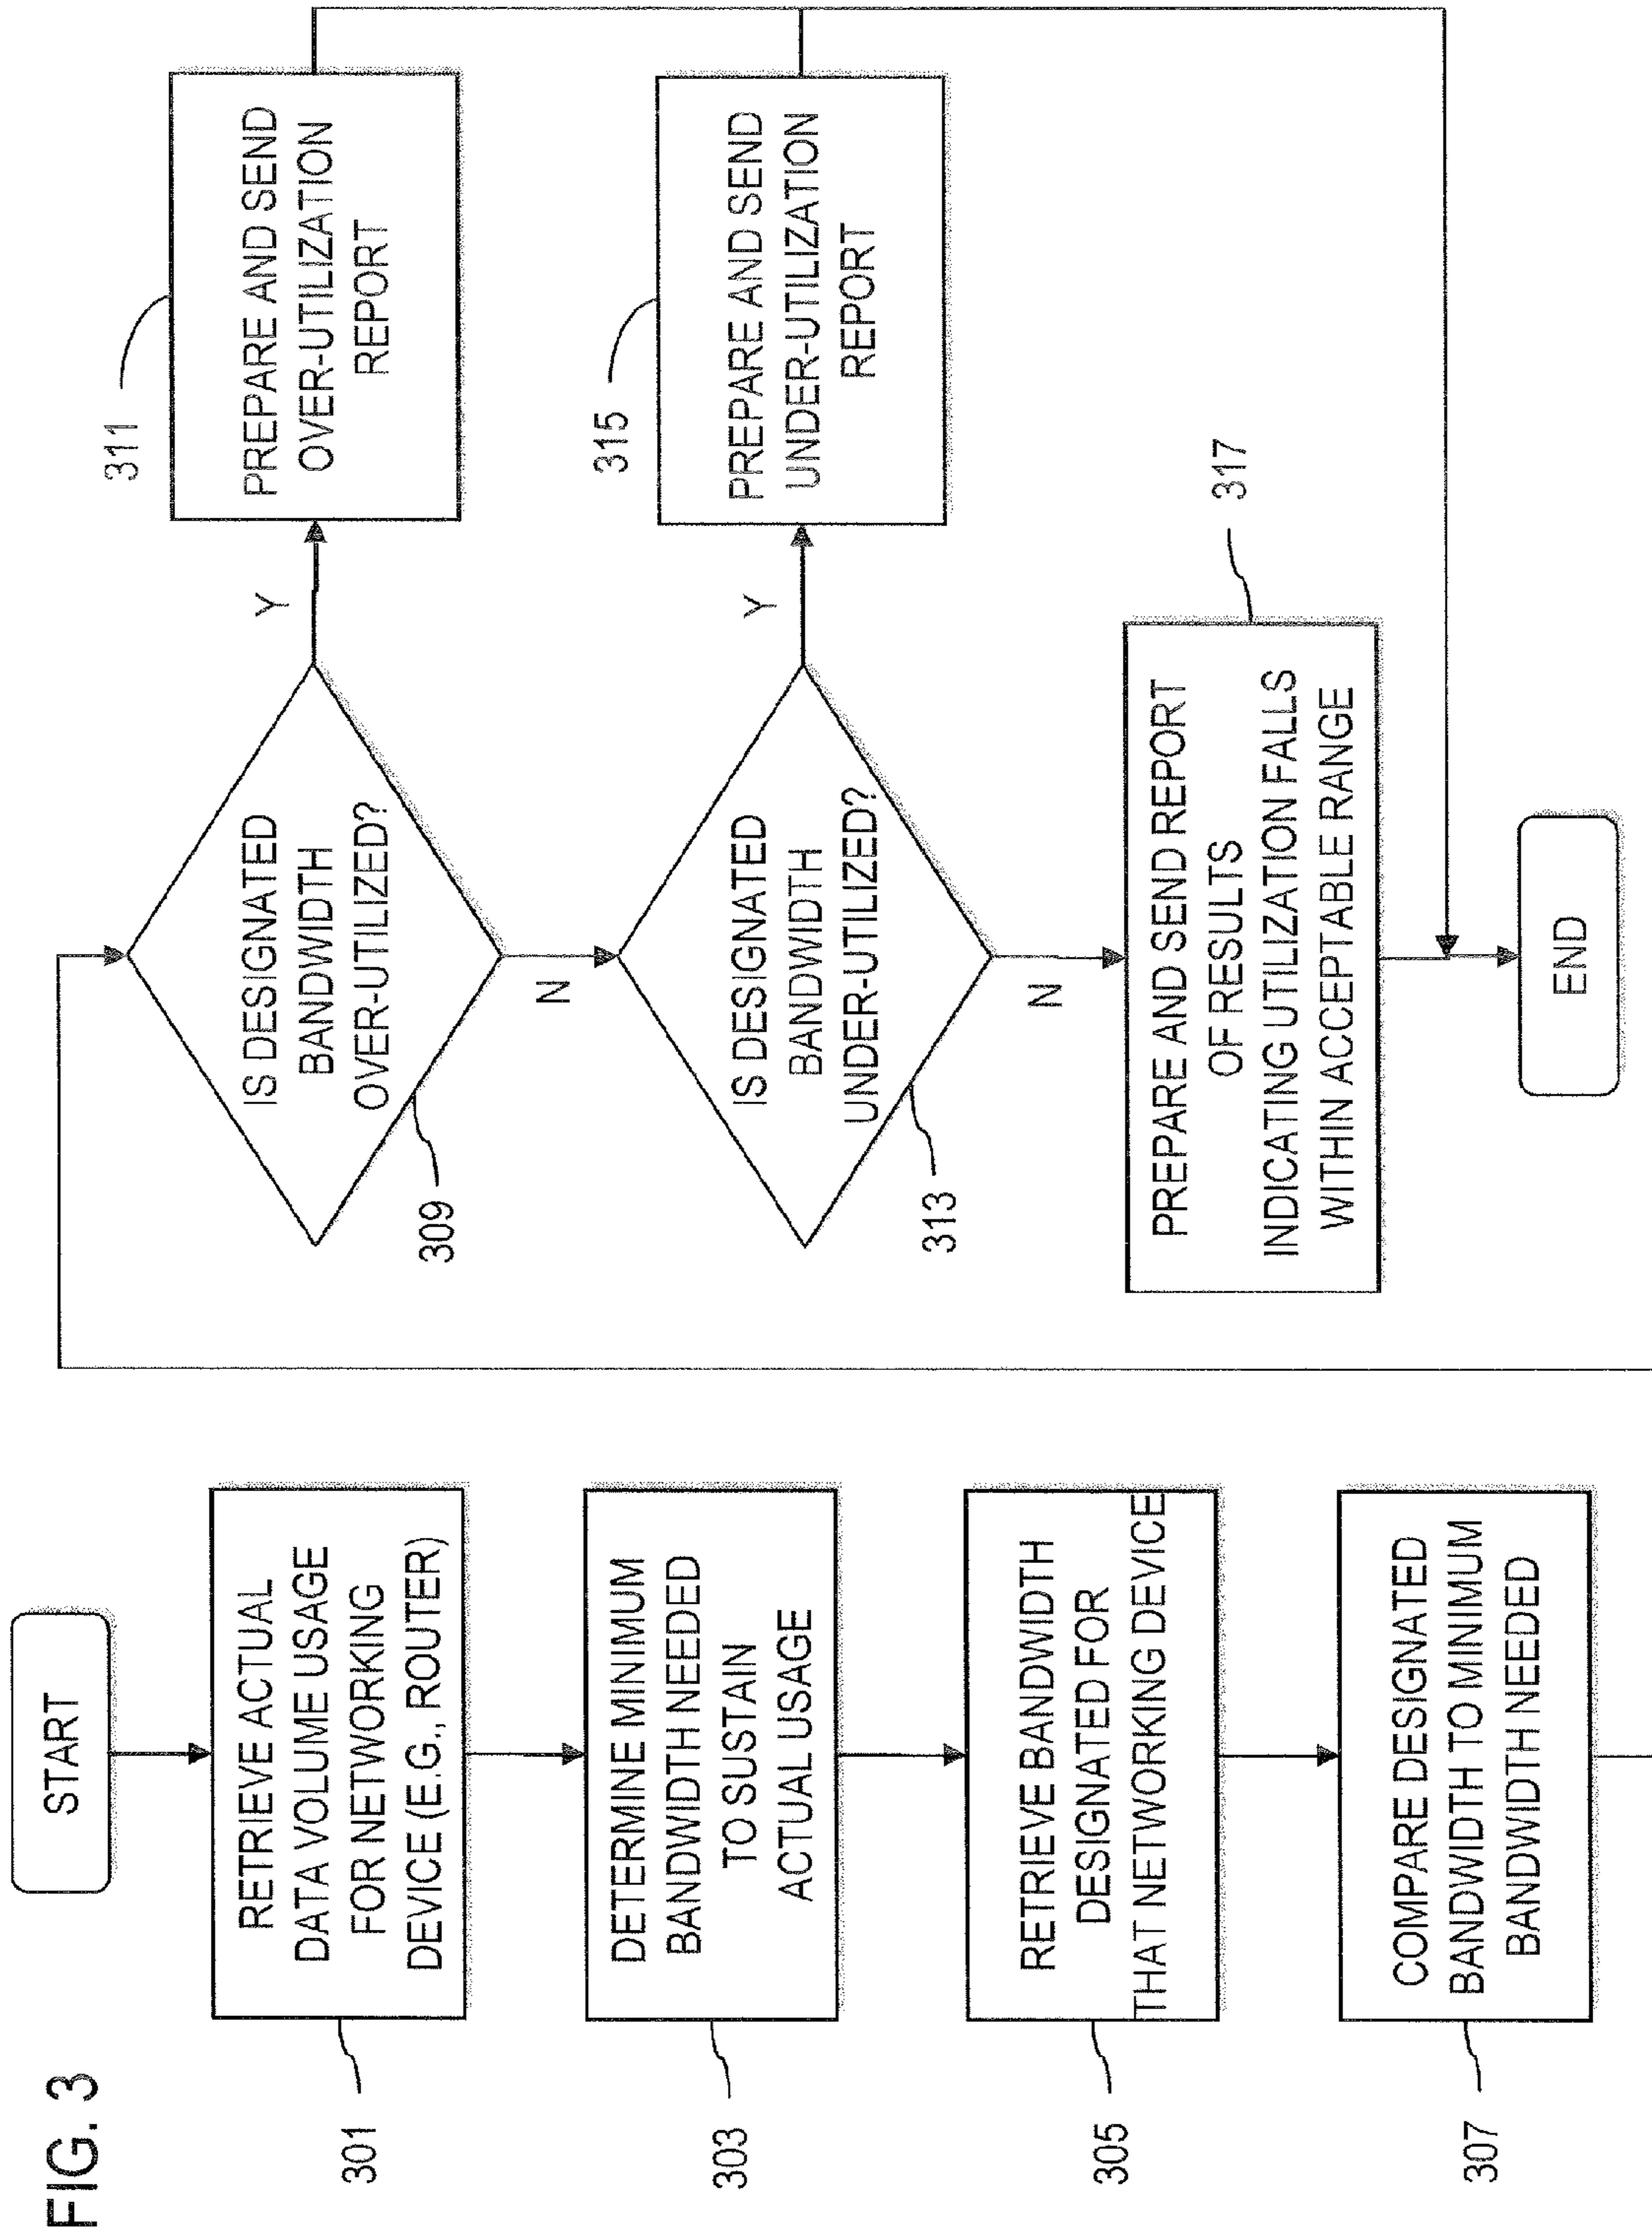 FIG. 3
START
RETRIEVE ACTUAL
DATA VOLUME USAGE
FOR NETWORKING
DEVICE (E.G., ROUTER)
301
DETERMINE MINIMUM
BANDWIDTH NEEDED
TO SUSTAIN
ACTUAL USAGE
303
RETRIEVE BANDWIDTH
DESIGNATED FOR
THAT NETWORKING DEVICE
305
COMPARE DESIGNATED
BANDWIDTH TO MINIMUM
BANDWIDTH NEEDED
307
IS DESIGNATED
BANDWIDTH
OVER-UTILIZED?
309
Y
N
PREPARE AND SEND
OVER-UTILIZATION
REPORT
311
IS DESIGNATED
BANDWIDTH
UNDER-UTILIZED?
313
Y
N
PREPARE AND SEND
UNDER-UTILIZATION
REPORT
315
PREPARE AND SEND REPORT
OF RESULTS
INDICATING UTILIZATION FALLS
WITHIN ACCEPTABLE RANGE
317
END